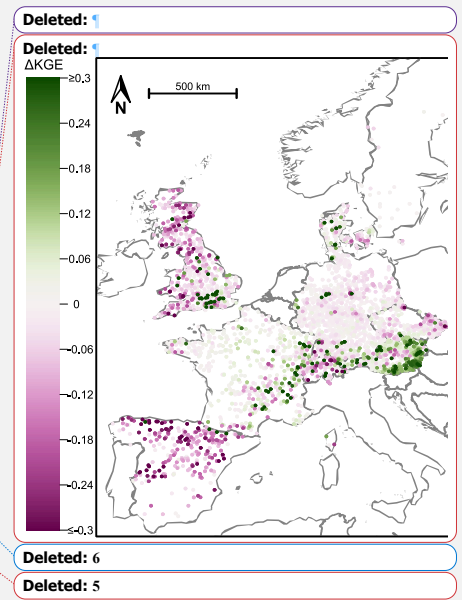 Deleted: ¶
Deleted: ¶
ΔKGE
≥0,3
0,24
0,18
0,12
0,06
0
-0,06
-0,12
-0,18
-0,24
≤-0,3
500 km
N
Deleted: 6
Deleted: 5